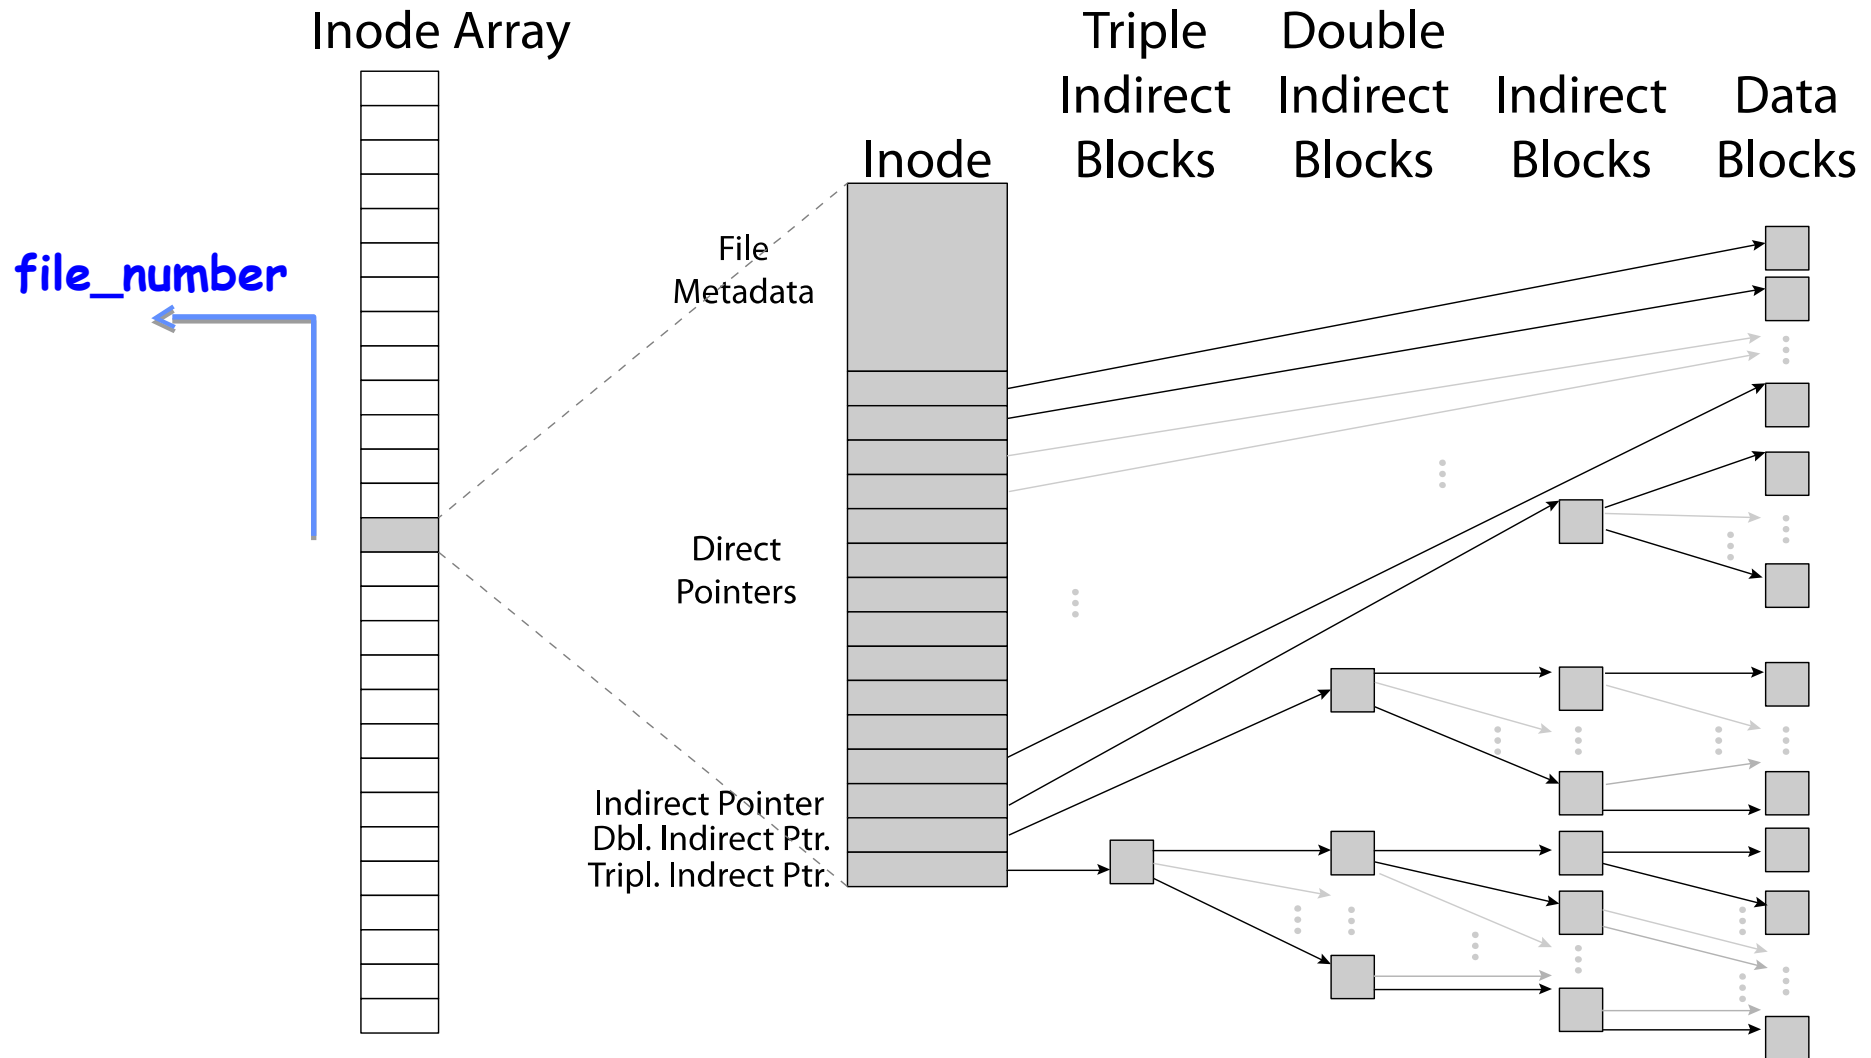 Inode Array
Triple
Indirect
Blocks
Double
Indirect
Blocks
Indirect
Blocks
Data
Blocks
Inode
file_number
File
Metadata
Direct
Pointers
Indirect Pointer
Dbl. Indirect Ptr.
Tripl. Indrect Ptr.